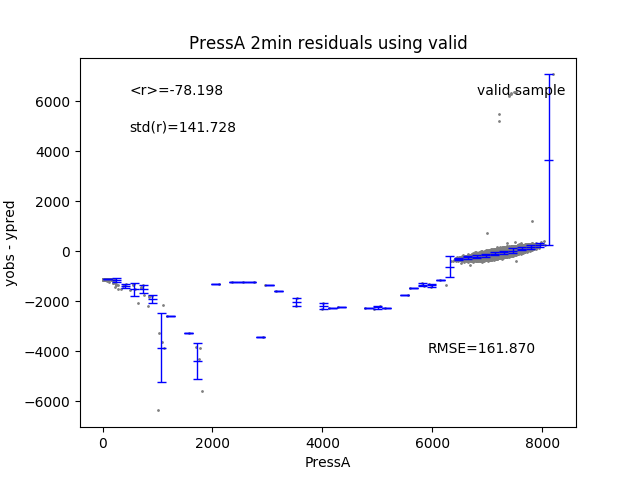 PressA 2min residuals using valid
<r>=-78.198
valid sample
std(r)=141.728
RMSE=161.870
yobs - ypred
6000
4000
2000
0
−2000
−4000
−6000
0 2000 4000 6000 8000
PressA